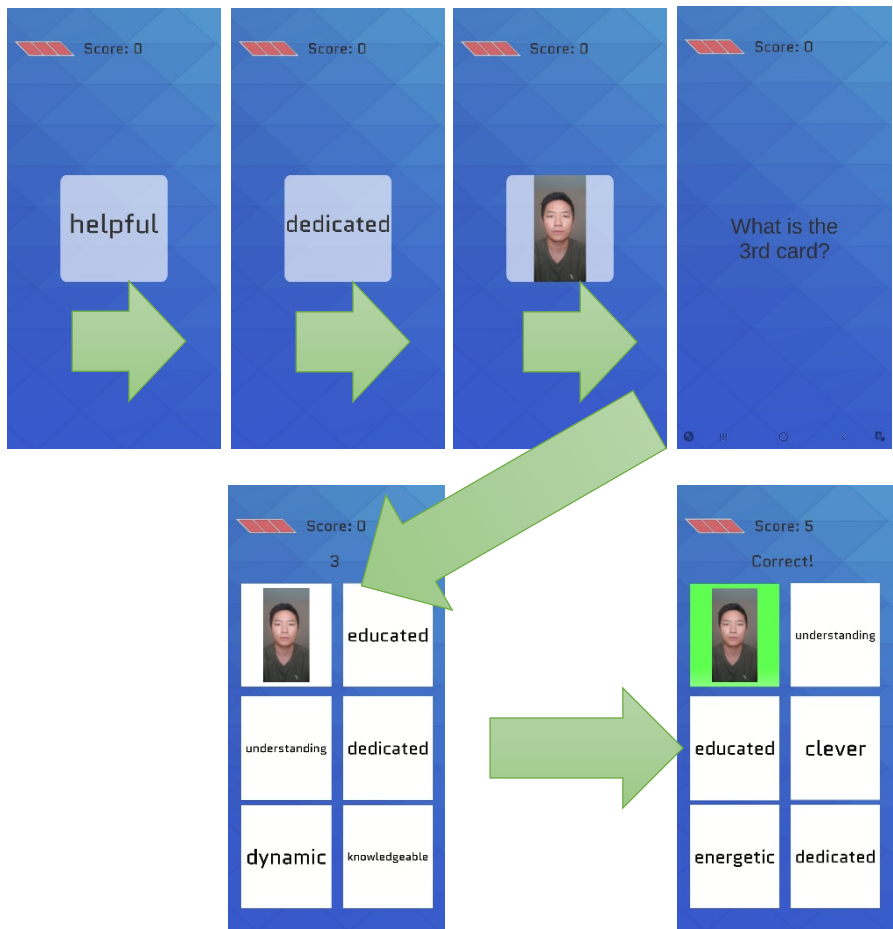 Score: 0
helpful
Score: 0
dedicated
Score: 0
Score: 0
What is the
3rd card?
Score: 0
3
educated
understanding
dedicated
dynamic
knowledgeable
Score: 5
Correct!
understanding
educated
clever
energetic
dedicated